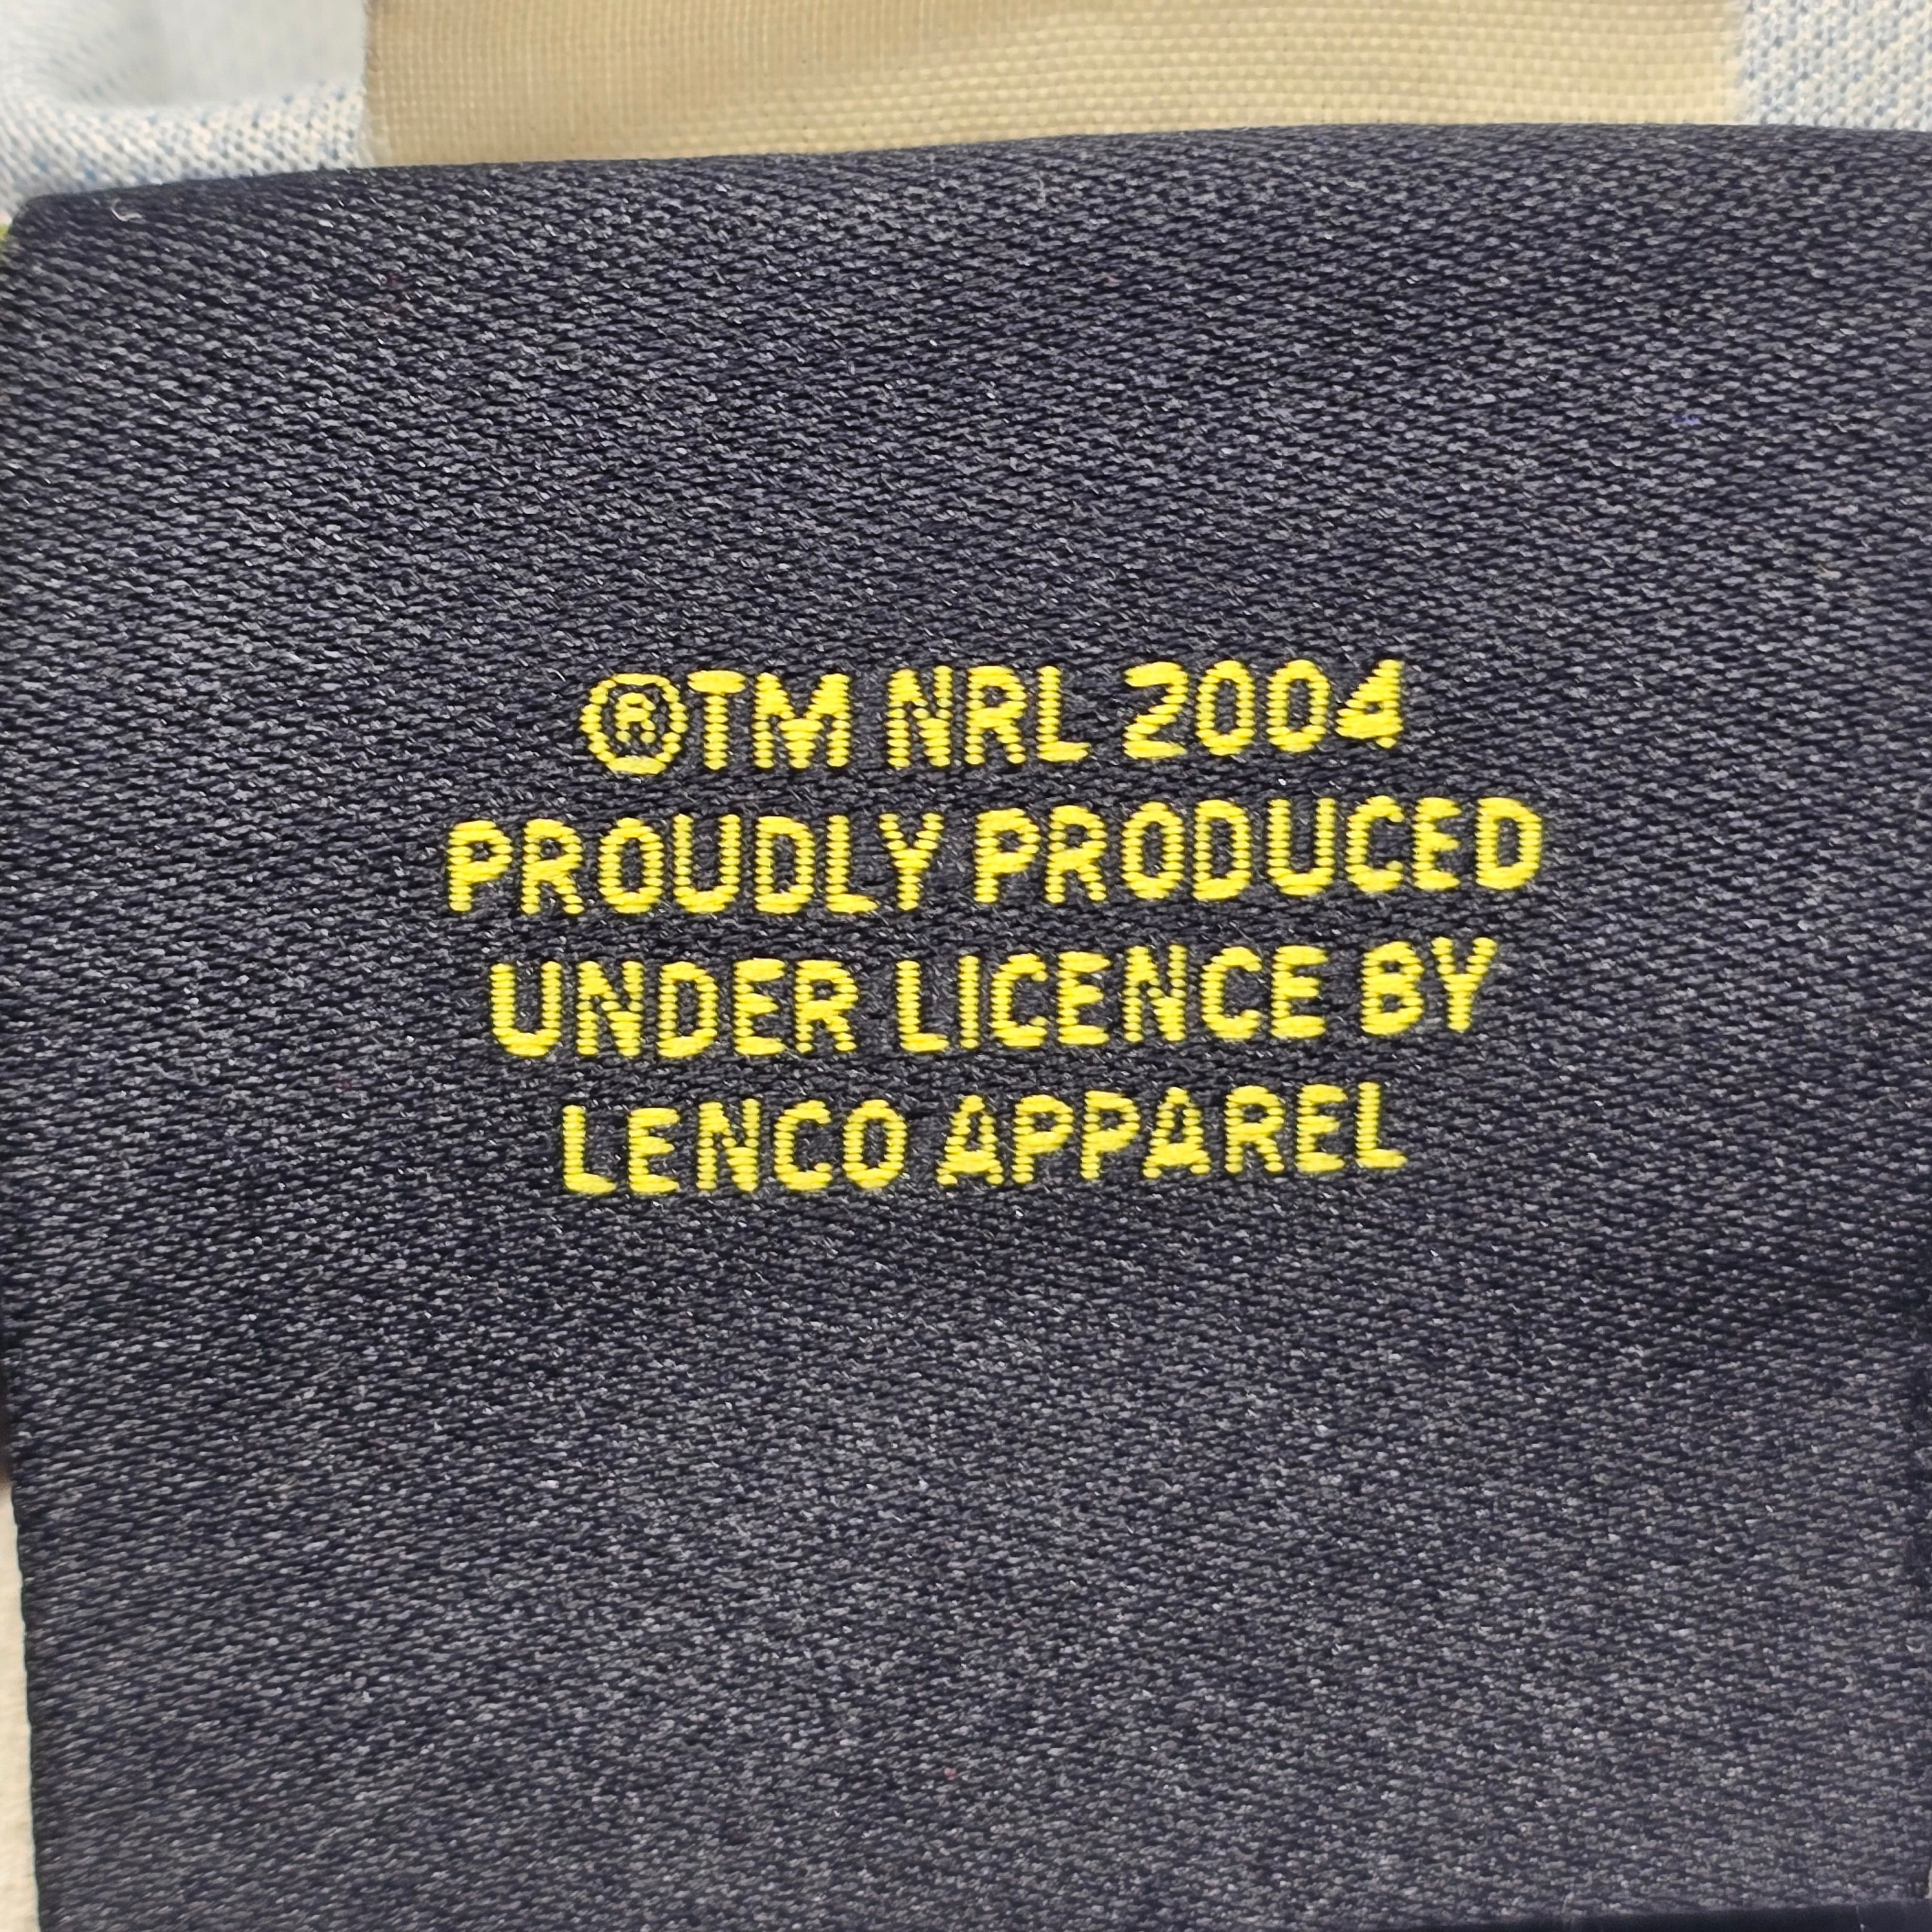 ®TM NRL 2004
PROUDLY PRODUCED
UNDER LICENCE BY
LENCO APPAREL